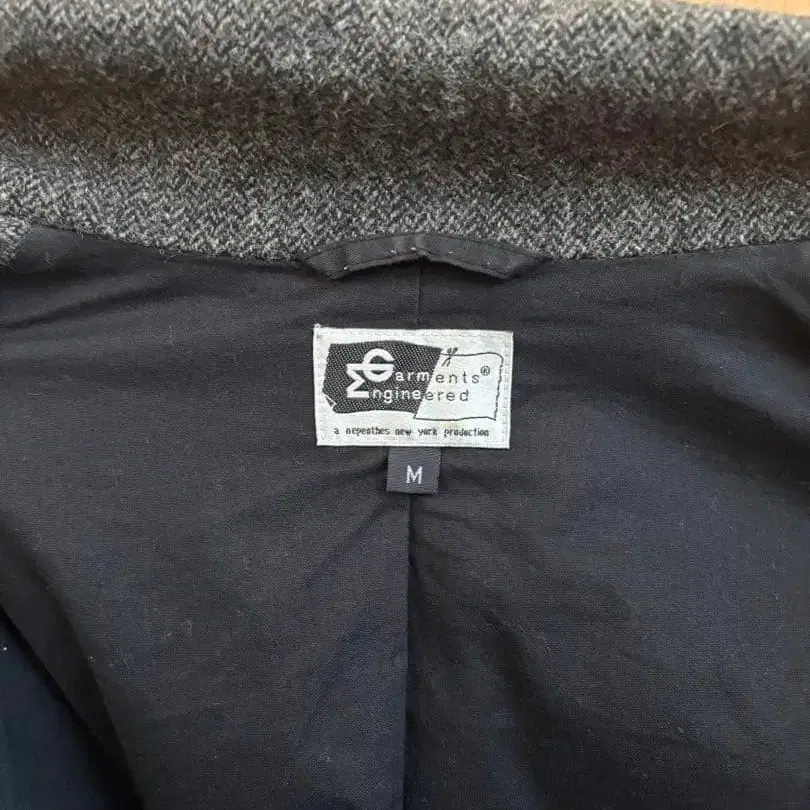 Garments®
Engineered
a nepenthes new york production
M